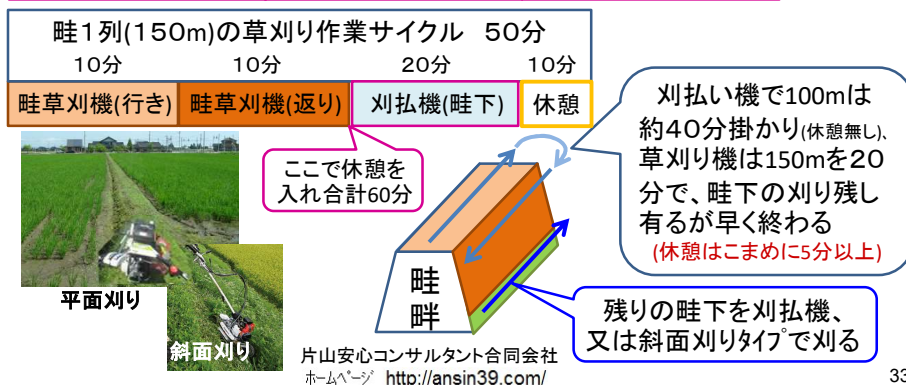 畦1列(150m)の草刈り作業サイクル 50分
10分 10分 20分 10分
畦草刈機(行き) 畦草刈機(返り) 刈払機(畦下) 休憩
ここで休憩を
入れ合計60分
刈払い機で100mは
約40分掛かり(休憩無し)、
草刈り機は150mを20
分で、畦下の刈り残し
有るが早く終わる
(休憩はこまめに5分以上)
平面刈り
斜面刈り
畦
畔
残りの畦下を刈払機、
又は斜面刈りタイプで刈る
片山安心コンサルタント合同会社
ホームページ http://ansin39.com/
33